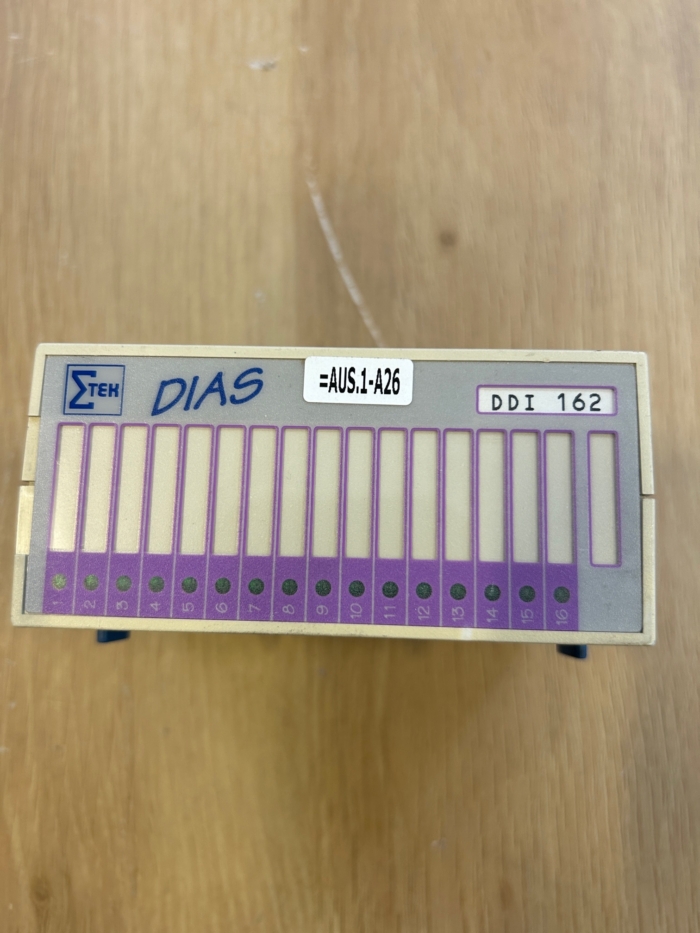 ΣTEK
DIAS
=AUS.1-A26
DDI 162
1 2 3 4 5 6 7 8 9 10 11 12 13 14 15 16